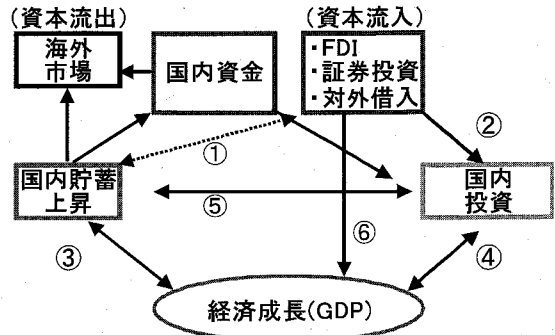 (資本流出)
(資本流入)
海外
市場
国内資金
・FDI
・証券投資
・対外借入
①
②
国内貯蓄
上昇
国内
投資
⑤
⑥
③
④
経済成長(GDP)